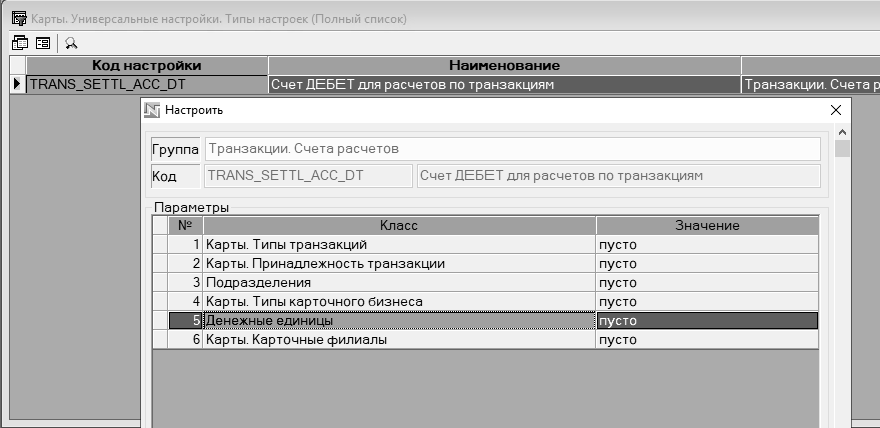 Карты. Универсальные настройки. Типы настроек (Полный список)
Код настройки Наименование
TRANS_SETTL_ACC_DT Счет ДЕБЕТ для расчетов по транзакциям Транзакции. Счета р
Настроить
Группа Транзакции. Счета расчетов
Код TRANS_SETTL_ACC_DT Счет ДЕБЕТ для расчетов по транзакциям
Параметры
№ Класс Значение
1 Карты. Типы транзакций пусто
2 Карты. Принадлежность транзакции пусто
3 Подразделения пусто
4 Карты. Типы карточного бизнеса пусто
5 Денежные единицы пусто
6 Карты. Карточные филиалы пусто